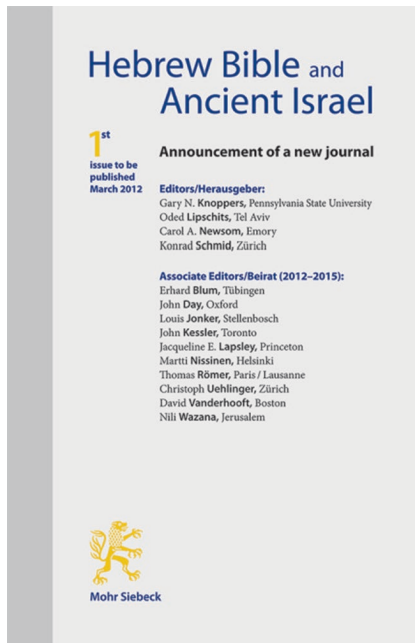 Hebrew Bible and
Ancient Israel
1st
issue to be
published
March 2012
Announcement of a new journal
Editors/Herausgeber:
Gary N. Knoppers, Pennsylvania State University
Oded Lipschits, Tel Aviv
Carol A. Newsom, Emory
Konrad Schmid, Zürich
Associate Editors/Beirat (2012–2015):
Erhard Blum, Tübingen
John Day, Oxford
Louis Jonker, Stellenbosch
John Kessler, Toronto
Jacqueline E. Lapsley, Princeton
Martti Nissinen, Helsinki
Thomas Römer, Paris / Lausanne
Christoph Uehlinger, Zürich
David Vanderhooft, Boston
Nili Wazana, Jerusalem
Mohr Siebeck